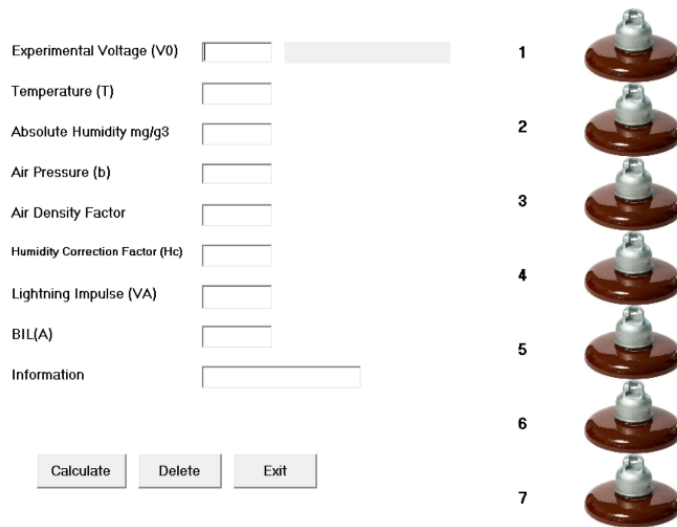 Experimental Voltage (V0)
Temperature (T)
Absolute Humidity mg/g3
Air Pressure (b)
Air Density Factor
Humidity Correction Factor (Hc)
Lightning Impulse (VA)
BIL(A)
Information
Calculate
Delete
Exit
1
2
3
4
5
6
7